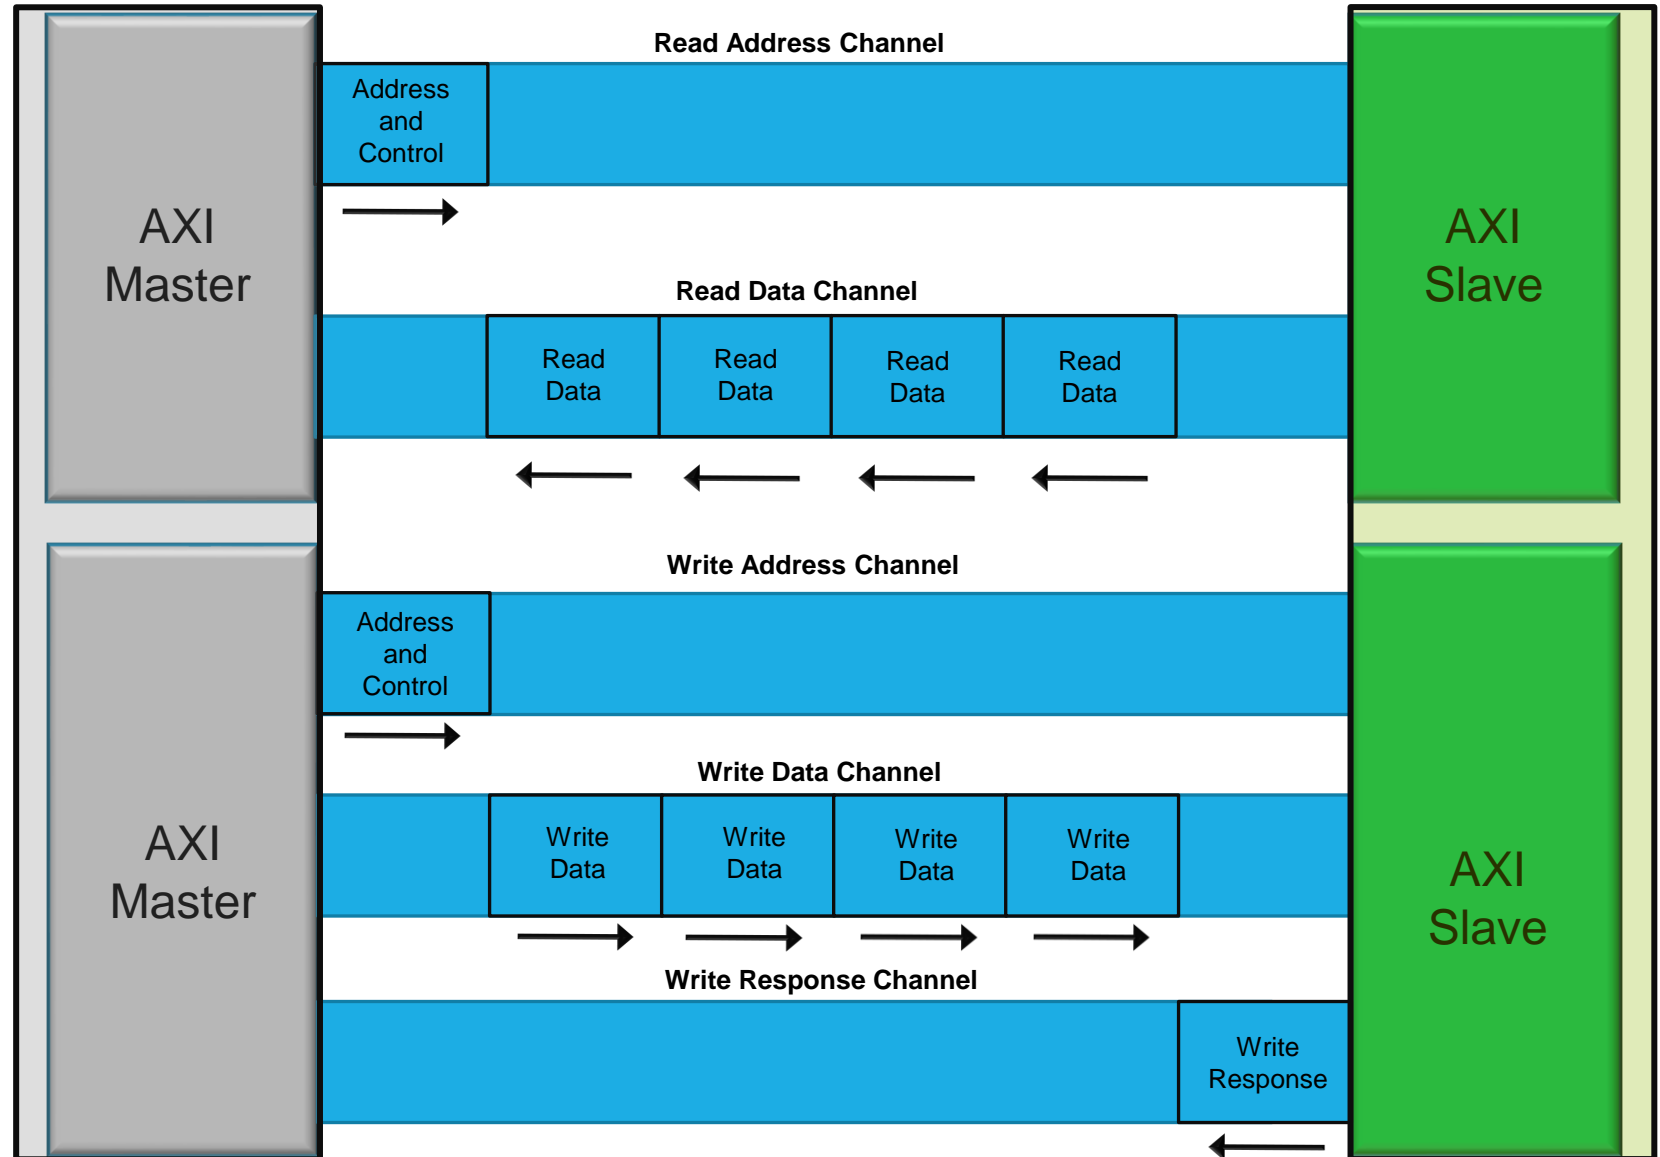 Read Address Channel
Address
and
Control
AXI
Master
AXI
Slave
Read Data Channel
Read
Data
Read
Data
Read
Data
Read
Data
Write Address Channel
Address
and
Control
Write Data Channel
AXI
Master
Write
Data
Write
Data
Write
Data
Write
Data
AXI
Slave
Write Response Channel
Write
Response